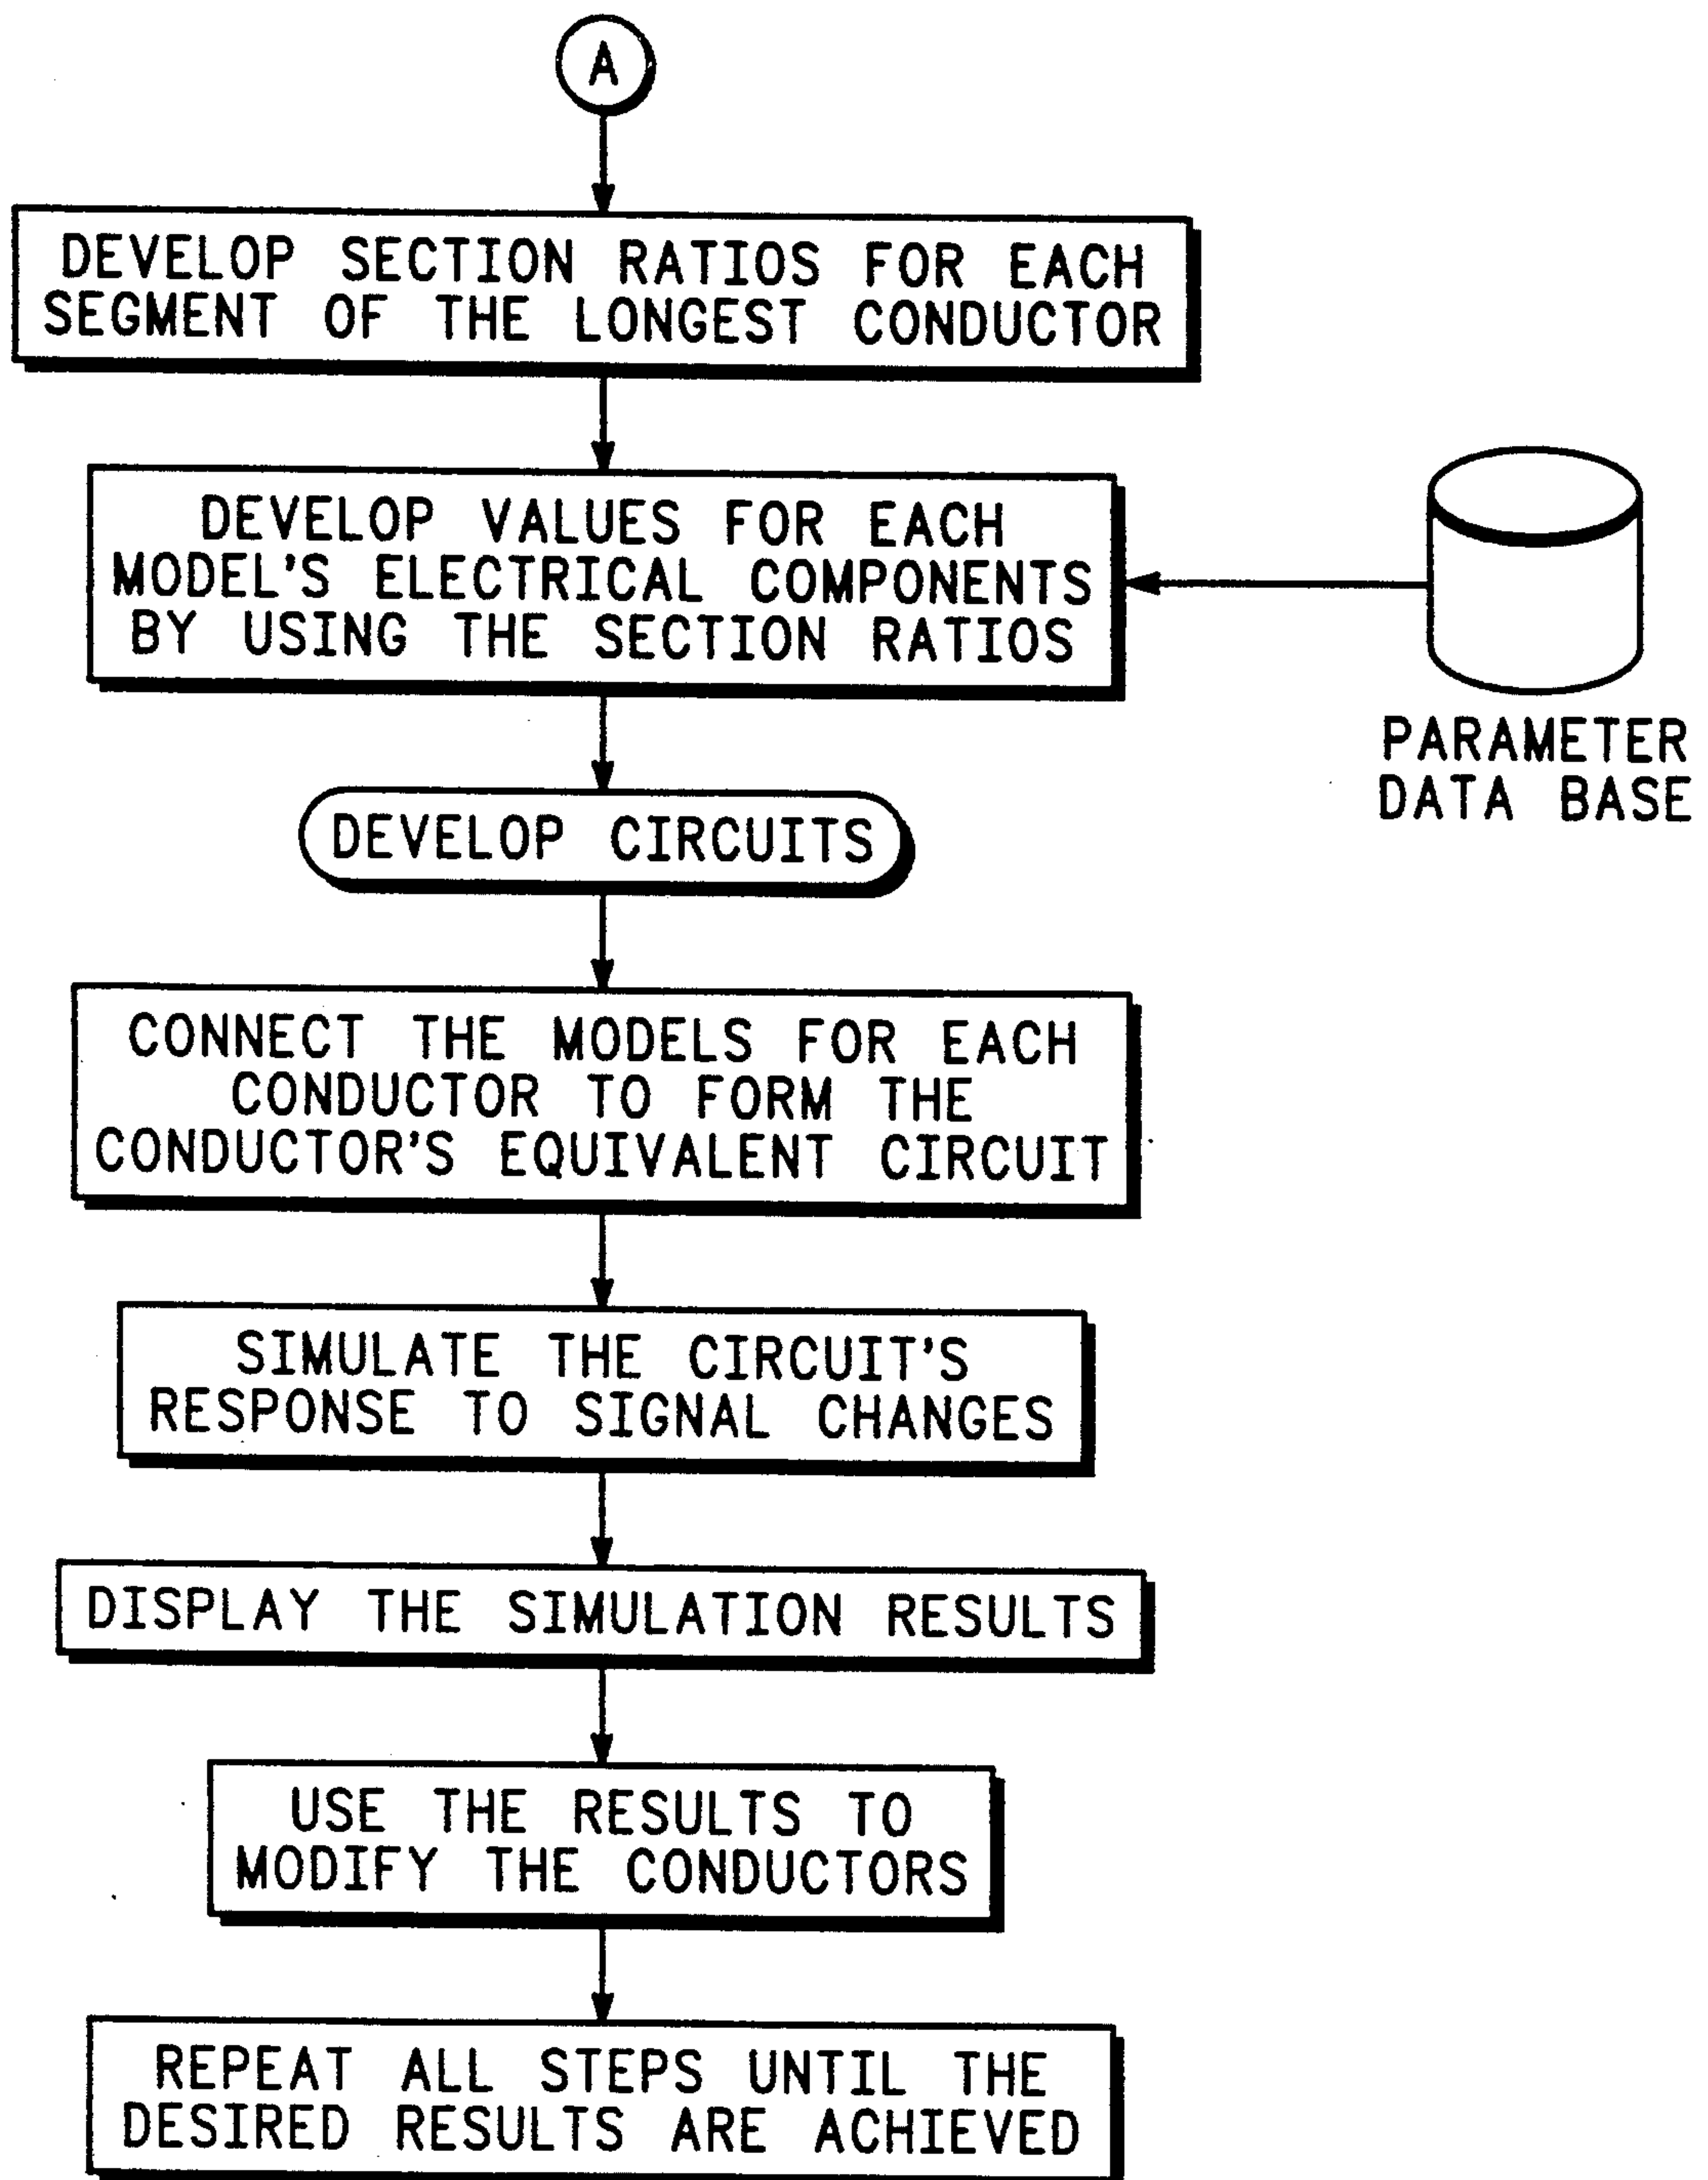 A
DEVELOP SECTION RATIOS FOR EACH
SEGMENT OF THE LONGEST CONDUCTOR
DEVELOP VALUES FOR EACH
MODEL'S ELECTRICAL COMPONENTS
BY USING THE SECTION RATIOS
PARAMETER
DATA BASE
DEVELOP CIRCUITS
CONNECT THE MODELS FOR EACH
CONDUCTOR TO FORM THE
CONDUCTOR'S EQUIVALENT CIRCUIT
SIMULATE THE CIRCUIT'S
RESPONSE TO SIGNAL CHANGES
DISPLAY THE SIMULATION RESULTS
USE THE RESULTS TO
MODIFY THE CONDUCTORS
REPEAT ALL STEPS UNTIL THE
DESIRED RESULTS ARE ACHIEVED